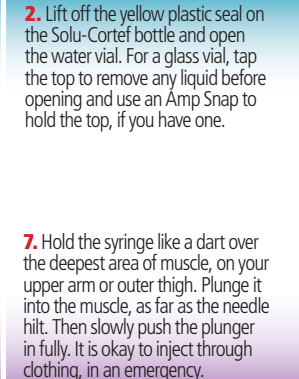 2. Lift off the yellow plastic seal on
the Solu-Cortef bottle and open
the water vial. For a glass vial, tap
the top to remove any liquid before
opening and use an Amp Snap to
hold the top, if you have one.
7. Hold the syringe like a dart over
the deepest area of muscle, on your
upper arm or outer thigh. Plunge it
into the muscle, as far as the needle
hilt. Then slowly push the plunger
in fully. It is okay to inject through
clothing, in an emergency.